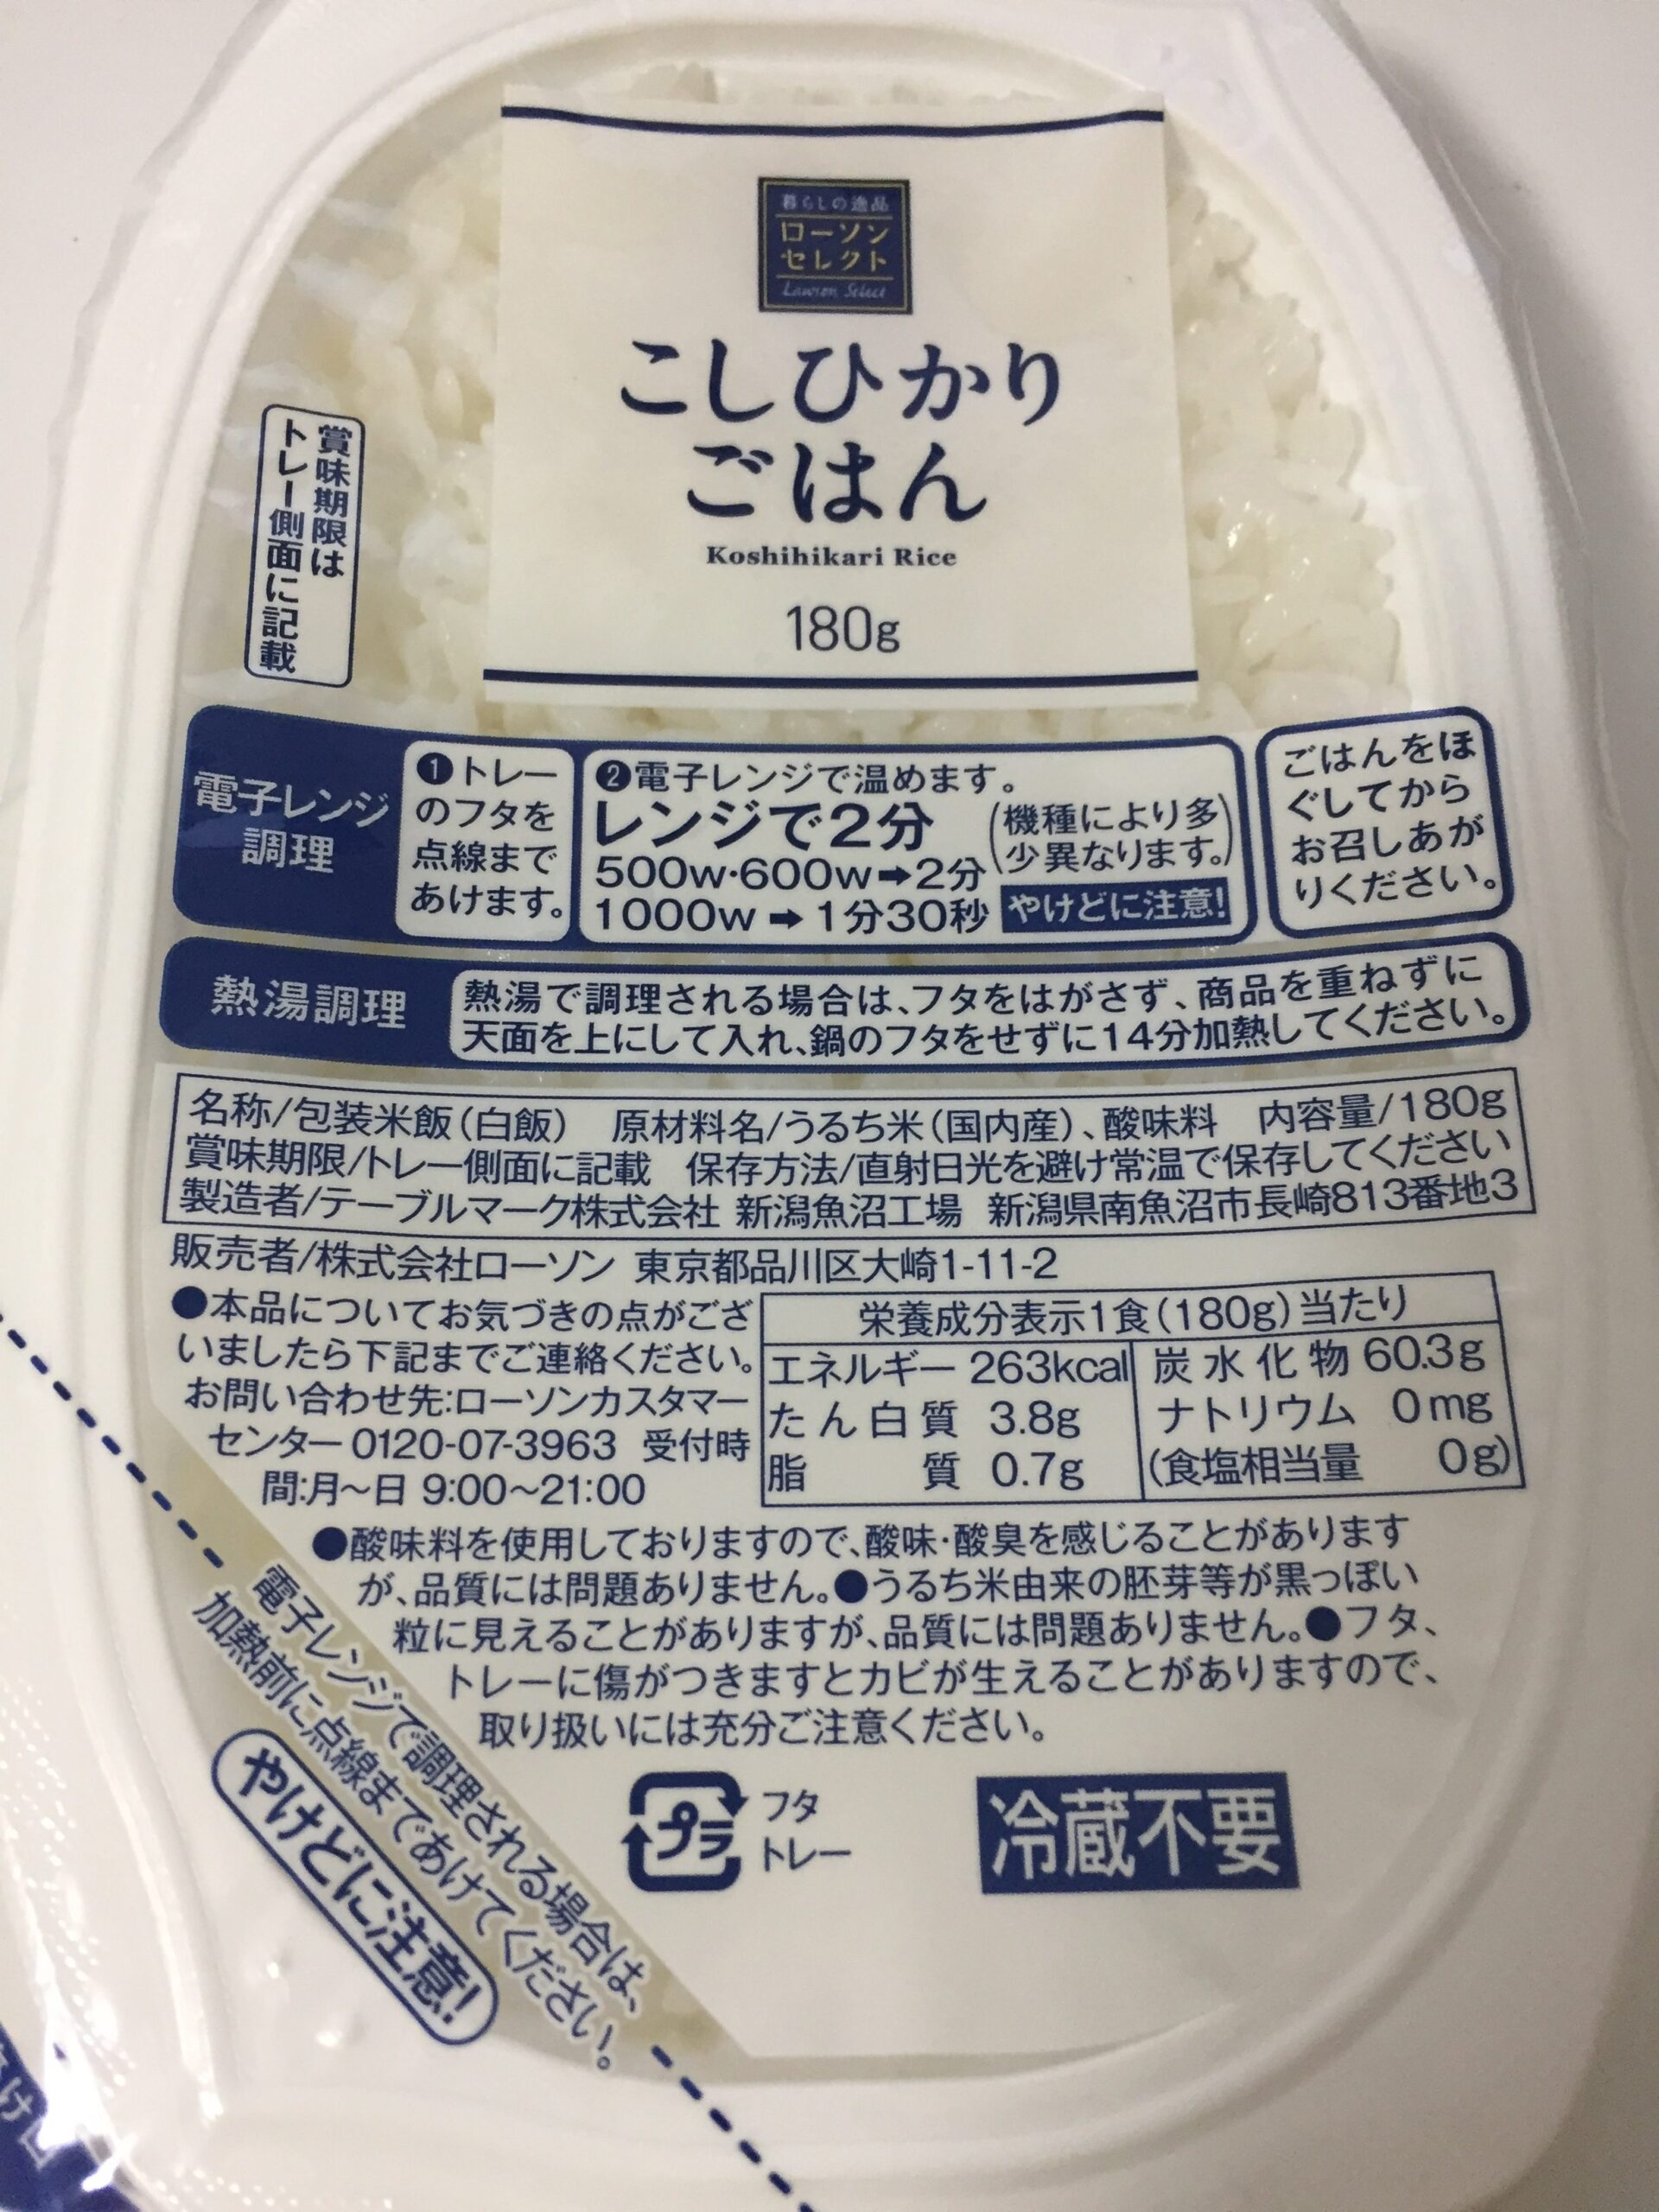 暮らしの逸品
ローソン
セレクト
Lawson Select
こしひかり
ごはん
Koshihikari Rice
180g
賞味期限は
トレー側面に記載
電子レンジ
調理
❶トレー
のフタを
点線まで
あけます。
❷電子レンジで温めます。
レンジで2分
(機種により多
少異なります。)
500w・600w➡2分
1000w➡1分30秒
やけどに注意!
ごはんをほ
ぐしてから
お召しあが
りください。
熱湯調理
熱湯で調理される場合は、フタをはがさず、商品を重ねずに
天面を上にして入れ、鍋のフタをせずに14分加熱してください。
名称/包装米飯(白飯) 原材料名/うるち米(国内産)、酸味料 内容量/180g
賞味期限/トレー側面に記載 保存方法/直射日光を避け常温で保存してください
製造者/テーブルマーク株式会社 新潟魚沼工場 新潟県南魚沼市長崎813番地3
販売者/株式会社ローソン 東京都品川区大崎1-11-2
●本品についてお気づきの点がござ
いましたら下記までご連絡ください。
お問い合わせ先:ローソンカスタマー
センター 0120-07-3963 受付時
間:月〜日 9:00〜21:00
栄養成分表示1食(180g)当たり
エネルギー 263kcal 炭水化物 60.3g
たん白質 3.8g ナトリウム 0mg
脂質 0.7g (食塩相当量 0g)
●酸味料を使用しておりますので、酸味・酸臭を感じることがあります
が、品質には問題ありません。●うるち米由来の胚芽等が黒っぽい
粒に見えることがありますが、品質には問題ありません。●フタ、
トレーに傷がつきますとカビが生えることがありますので、
取り扱いには充分ご注意ください。
電子レンジで調理される場合は、
加熱前に点線まであけてください。
やけどに注意!
プラ
フタ
トレー
冷蔵不要